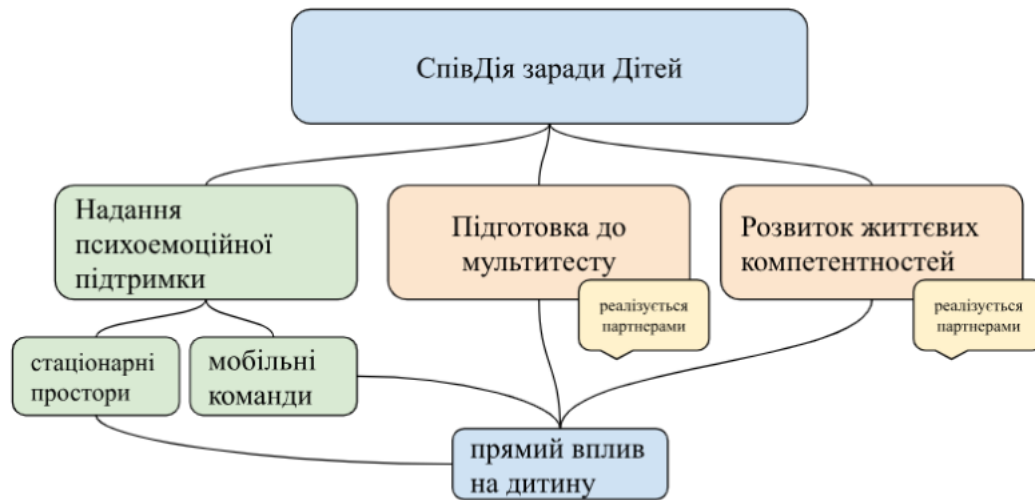 СпівДія заради Дітей
Надання
психоемоційної
підтримки
Підготовка до
мультитесту
реалізується
партнерами
Розвиток життєвих
компетентностей
реалізується
партнерами
стаціонарні
простори
мобільні
команди
прямий вплив
на дитину